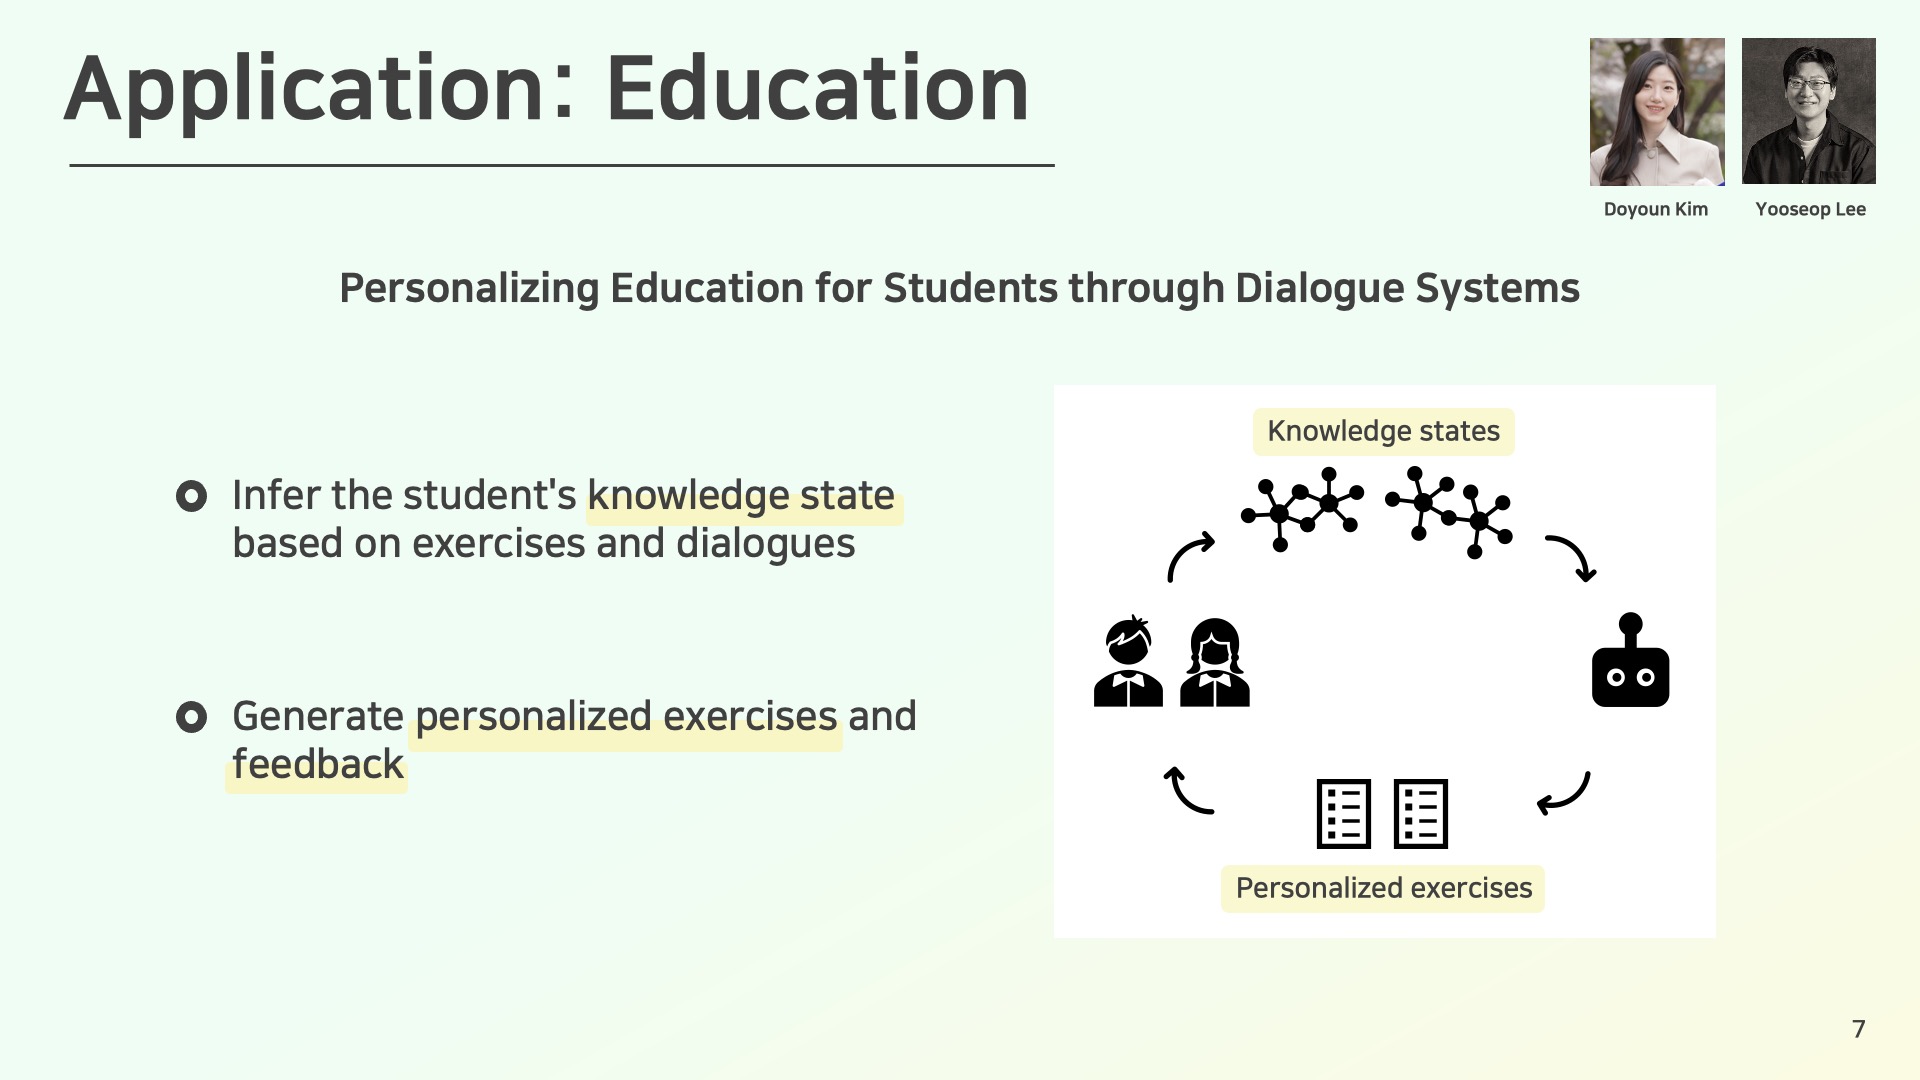 Application: Education
Doyoun Kim
Yooseop Lee
Personalizing Education for Students through Dialogue Systems
Infer the student's knowledge state
based on exercises and dialogues
Generate personalized exercises and
feedback
Knowledge states
Personalized exercises
7